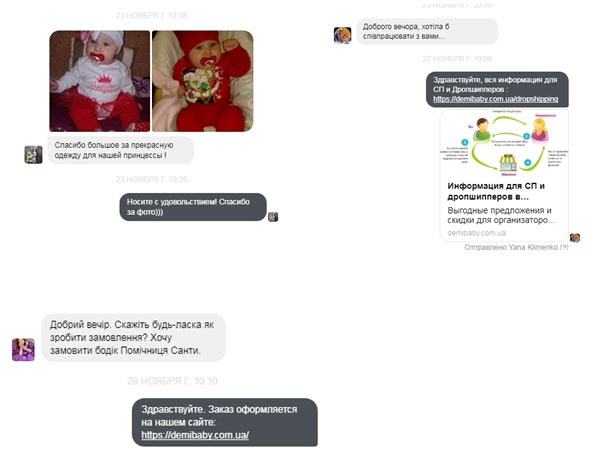 23 НОЯБРЯ Г. 12:08
Спасибо большое за прекрасную
одежду для нашей принцессы !
23 НОЯБРЯ Г. 18:35
Носите с удовольствием! Спасибо
за фото)))
Доброго вечора, хотіла б
співпрацювати з вами...
27 НОЯБРЯ Г. 10:08
Здравствуйте, вся информация для
СП и Дропшипперов :
https://demibaby.com.ua/dropshipping
Информация для СП и
дропшипперов в...
Выгодные предложения и
скидки для организаторо...
demibaby.com.ua
Отправлено Yana Klimenko [?]
Добрий вечір. Скажіть будь-ласка як
зробити замовлення? Хочу
замовити бодік Помічниця Санти.
28 НОЯБРЯ Г. 10:10
Здравствуйте. Заказ оформляется
на нашем сайте:
https://demibaby.com.ua/